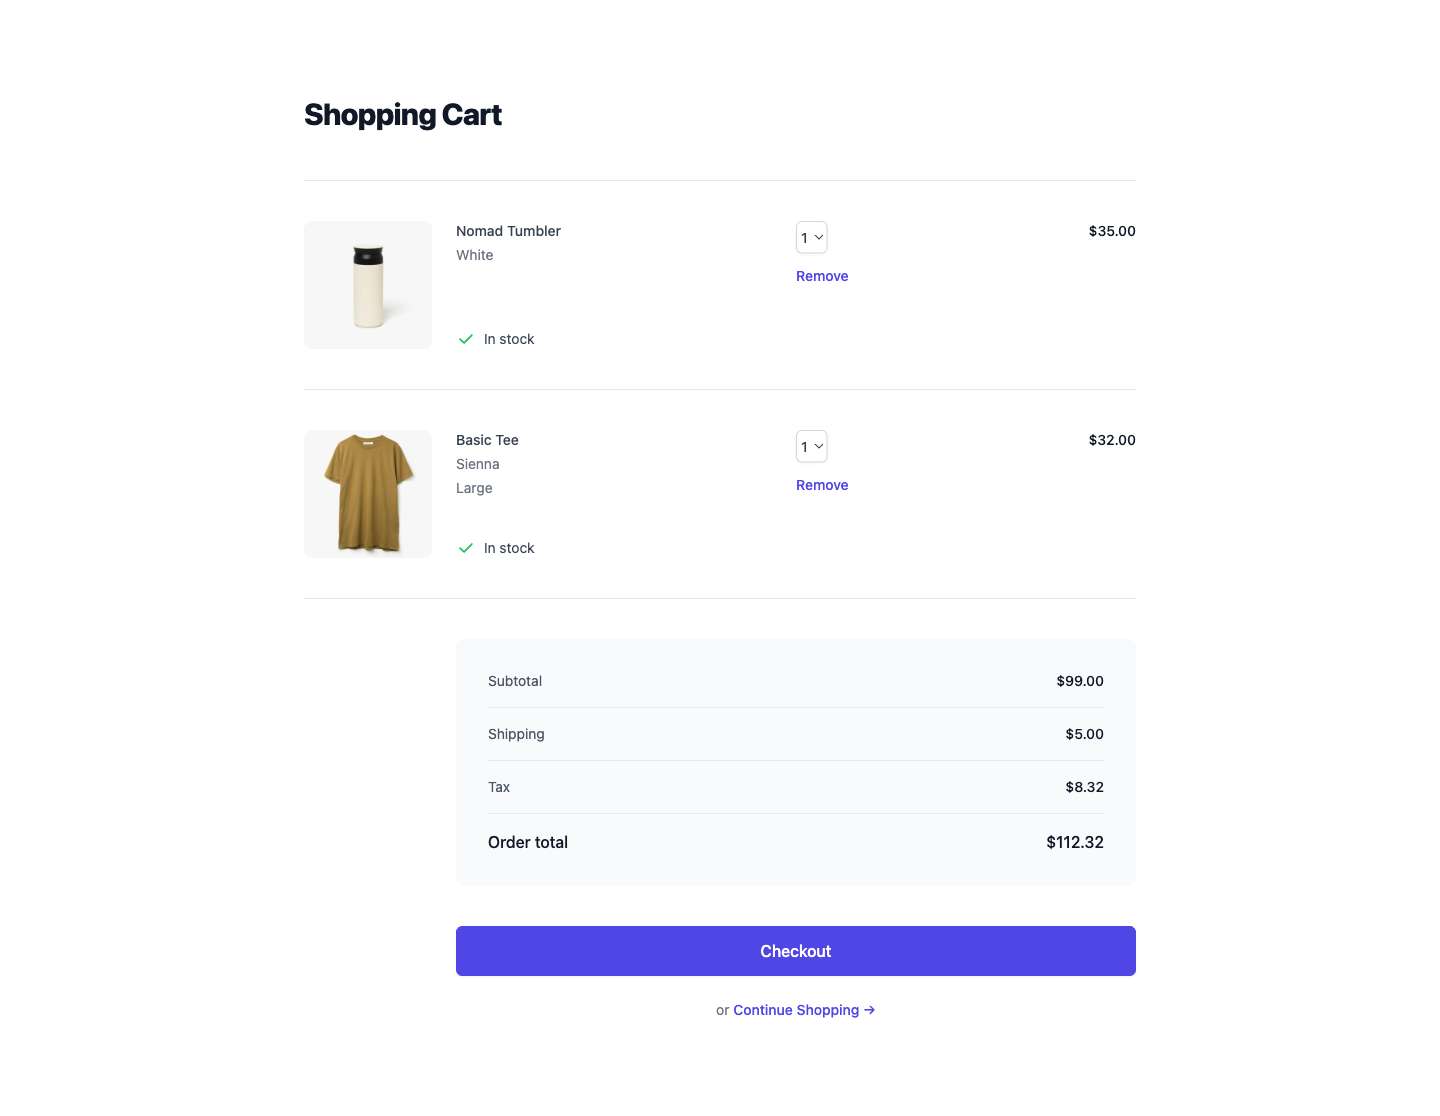 Shopping Cart
Nomad Tumbler
White
In stock
1
Remove
$35.00
Basic Tee
Sienna
Large
In stock
1
Remove
$32.00
Subtotal $99.00
Shipping $5.00
Tax $8.32
Order total $112.32
Checkout
or Continue Shopping →